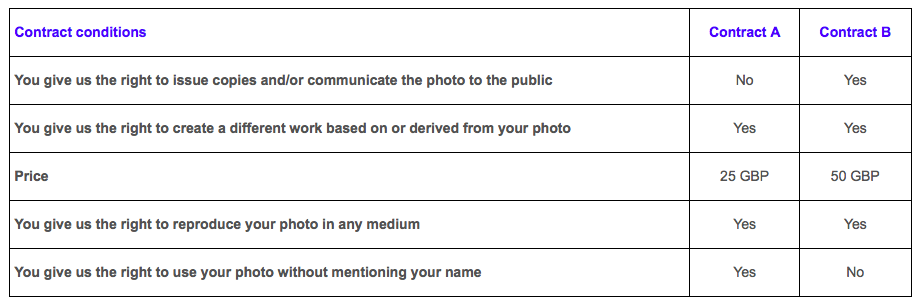 Contract conditions Contract A Contract B
You give us the right to issue copies and/or communicate the photo to the public No Yes
You give us the right to create a different work based on or derived from your photo Yes Yes
Price 25 GBP 50 GBP
You give us the right to reproduce your photo in any medium Yes Yes
You give us the right to use your photo without mentioning your name Yes No